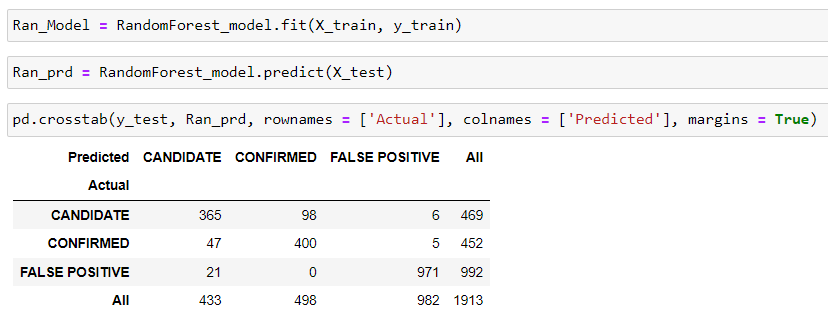 Ran_Model = RandomForest_model.fit(X_train, y_train)
Ran_prd = RandomForest_model.predict(X_test)
pd.crosstab(y_test, Ran_prd, rownames = ['Actual'], colnames = ['Predicted'], margins = True)
Predicted CANDIDATE CONFIRMED FALSE POSITIVE All
Actual
CANDIDATE 365 98 6 469
CONFIRMED 47 400 5 452
FALSE POSITIVE 21 0 971 992
All 433 498 982 1913